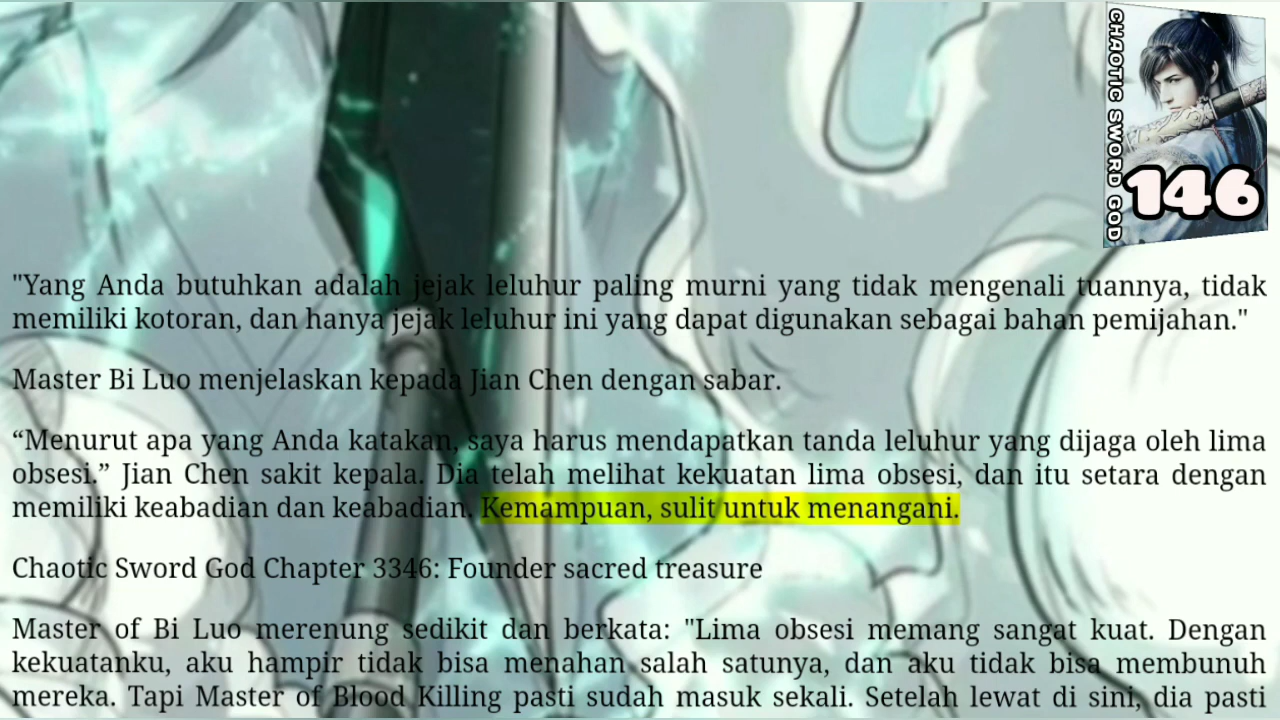 CHAOTIC SWORD GOD
146
"Yang Anda butuhkan adalah jejak leluhur paling murni yang tidak mengenali tuannya, tidak
memiliki kotoran, dan hanya jejak leluhur ini yang dapat digunakan sebagai bahan pemijahan."
Master Bi Luo menjelaskan kepada Jian Chen dengan sabar.
“Menurut apa yang Anda katakan, saya harus mendapatkan tanda leluhur yang dijaga oleh lima
obsesi.” Jian Chen sakit kepala. Dia telah melihat kekuatan lima obsesi, dan itu setara dengan
memiliki keabadian dan keabadian. Kemampuan, sulit untuk menangani.
Chaotic Sword God Chapter 3346: Founder sacred treasure
Master of Bi Luo merenung sedikit dan berkata: "Lima obsesi memang sangat kuat. Dengan
kekuatanku, aku hampir tidak bisa menahan salah satunya, dan aku tidak bisa membunuh
mereka. Tapi Master of Blood Killing pasti sudah masuk sekali. Setelah lewat di sini, dia pasti